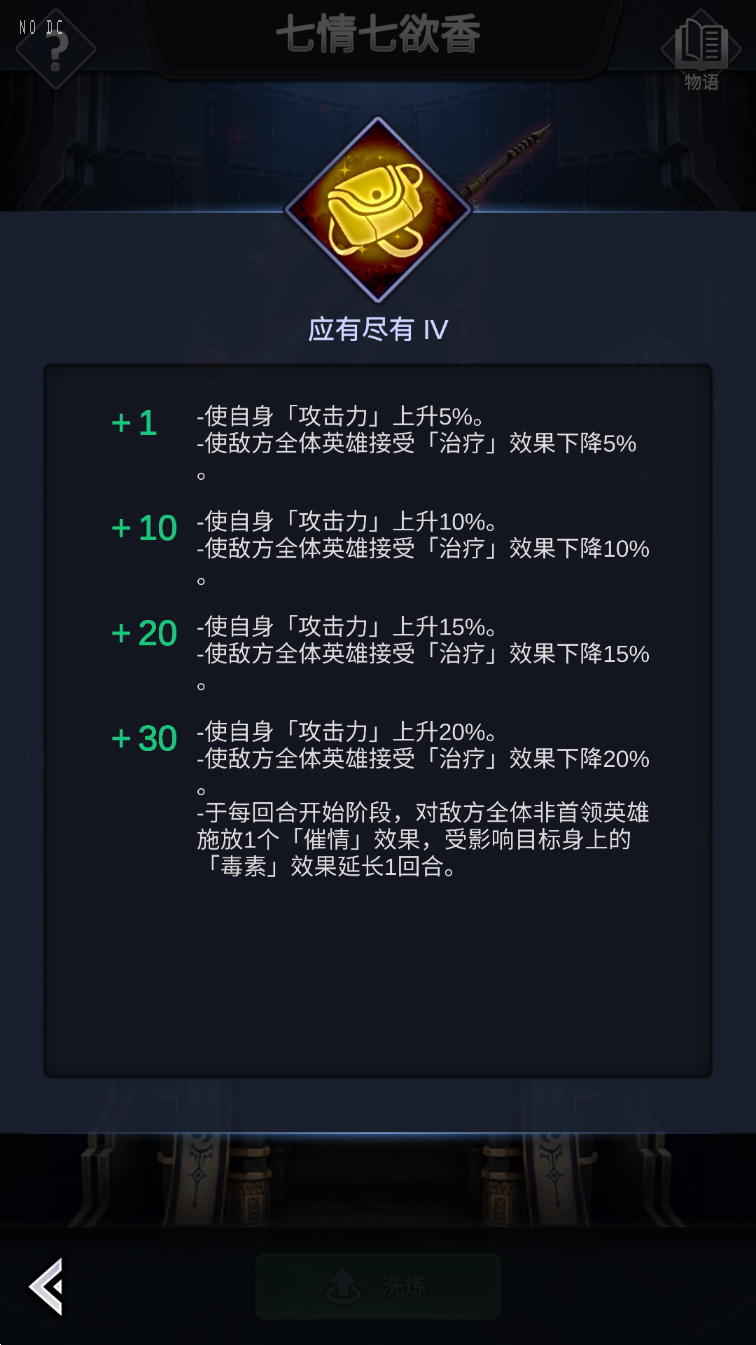 NO DC
七情七欲香
?
物语
应有尽有 IV
+1
-使自身「攻击力」上升5%。
-使敌方全体英雄接受「治疗」效果下降5%
。
+10
-使自身「攻击力」上升10%。
-使敌方全体英雄接受「治疗」效果下降10%
。
+20
-使自身「攻击力」上升15%。
-使敌方全体英雄接受「治疗」效果下降15%
。
+30
-使自身「攻击力」上升20%。
-使敌方全体英雄接受「治疗」效果下降20%
。
-于每回合开始阶段，对敌方全体非首领英雄
施放1个「催情」效果，受影响目标身上的
「毒素」效果延长1回合。
洗炼